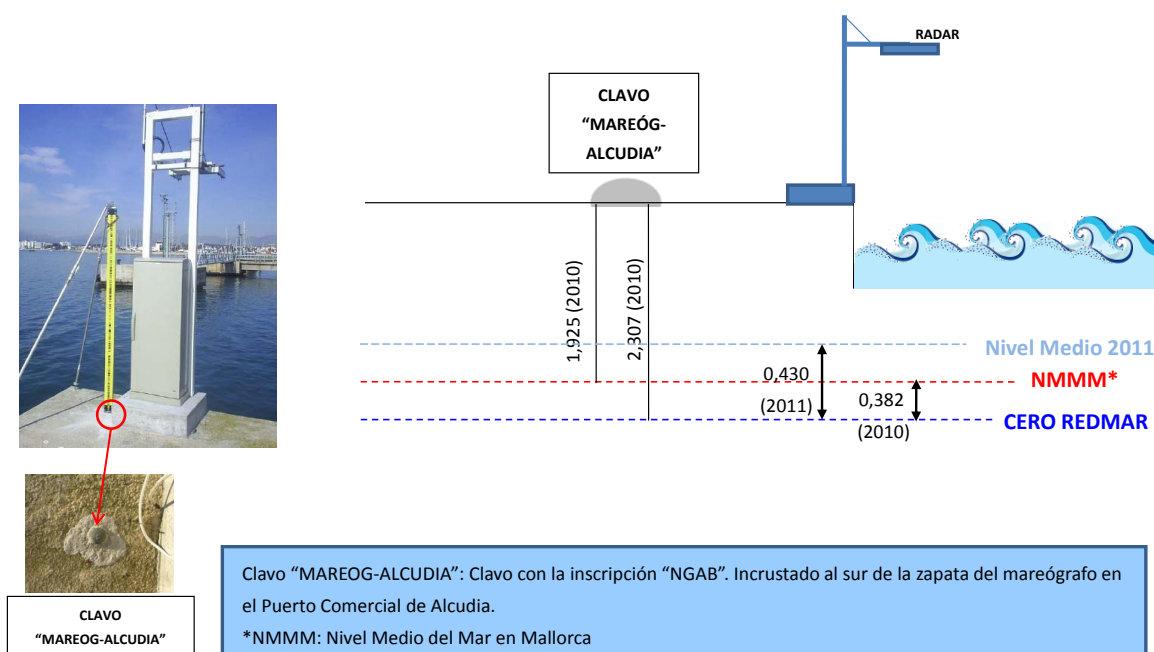 RADAR
CLAVO
“MAREÓG-
ALCUDIA”
1,925 (2010)
2,307 (2010)
Nivel Medio 2011
0,430
(2011)
NMMM*
0,382
(2010)
CERO REDMAR
CLAVO
“MAREOG-ALCUDIA”
Clavo “MAREOG-ALCUDIA”: Clavo con la inscripción “NGAB”. Incrustado al sur de la zapata del mareógrafo en
el Puerto Comercial de Alcudia.
*NMMM: Nivel Medio del Mar en Mallorca